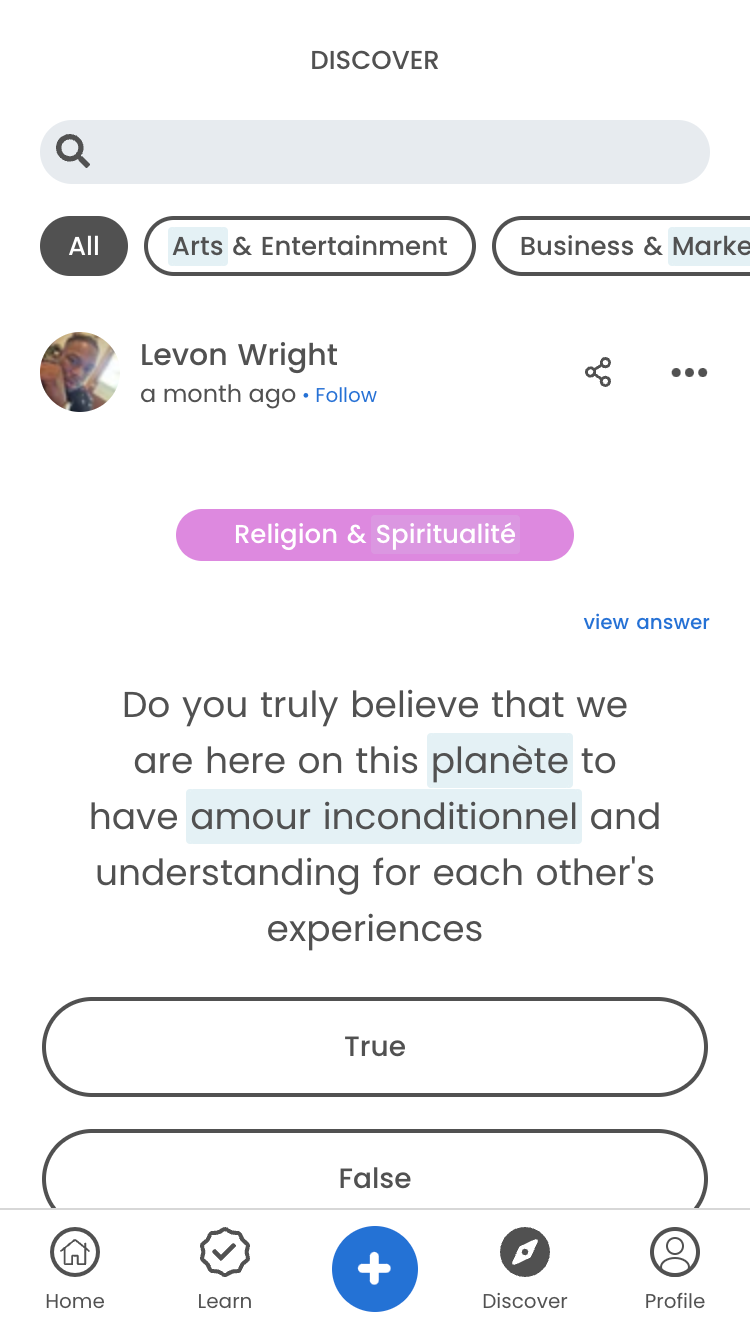 DISCOVER
All
Arts & Entertainment
Business & Marke
Levon Wright
a month ago • Follow
Religion & Spiritualité
view answer
Do you truly believe that we
are here on this planète to
have amour inconditionnel and
understanding for each other's
experiences
True
False
Home
Learn
Discover
Profile